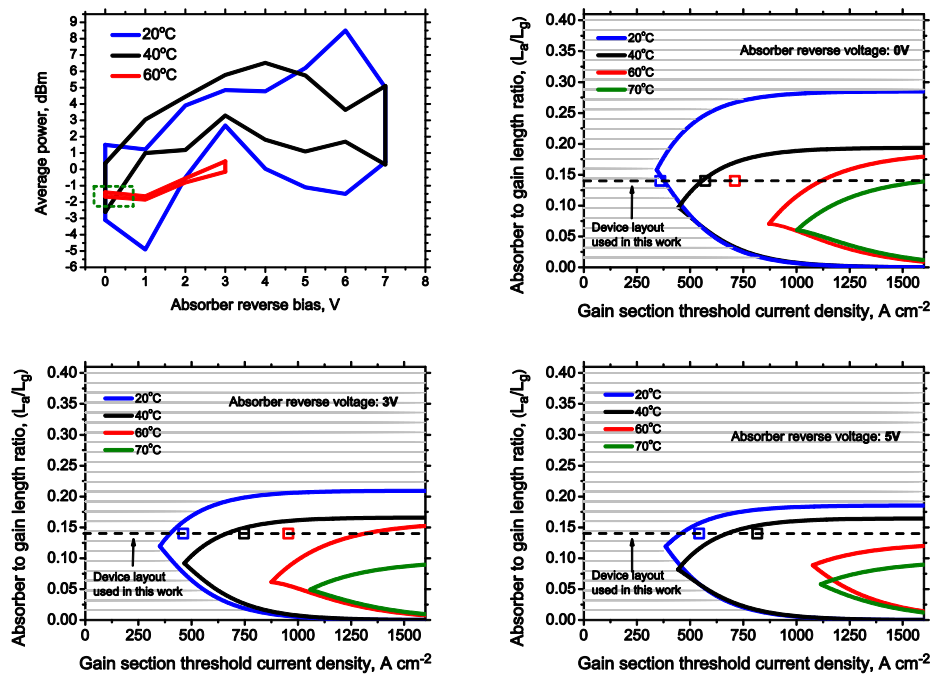 Average power, dBm
9
8
7
6
5
4
3
2
1
0
-1
-2
-3
-4
-5
-6
20°C
40°C
60°C
0 1 2 3 4 5 6 7 8
Absorber reverse bias, V
Absorber to gain length ratio, (La/Lg)
0.40
0.35
0.30
0.25
0.20
0.15
0.10
0.05
0.00
20°C
40°C
60°C
70°C
Absorber reverse voltage: 0V
Device layout
used in this work
0 250 500 750 1000 1250 1500
Gain section threshold current density, A cm-2
Absorber to gain length ratio, (La/Lg)
0.40
0.35
0.30
0.25
0.20
0.15
0.10
0.05
0.00
20°C
40°C
60°C
70°C
Absorber reverse voltage: 3V
Device layout
used in this work
0 250 500 750 1000 1250 1500
Gain section threshold current density, A cm-2
Absorber to gain length ratio, (La/Lg)
0.40
0.35
0.30
0.25
0.20
0.15
0.10
0.05
0.00
20°C
40°C
60°C
70°C
Absorber reverse voltage: 5V
Device layout
used in this work
0 250 500 750 1000 1250 1500
Gain section threshold current density, A cm-2